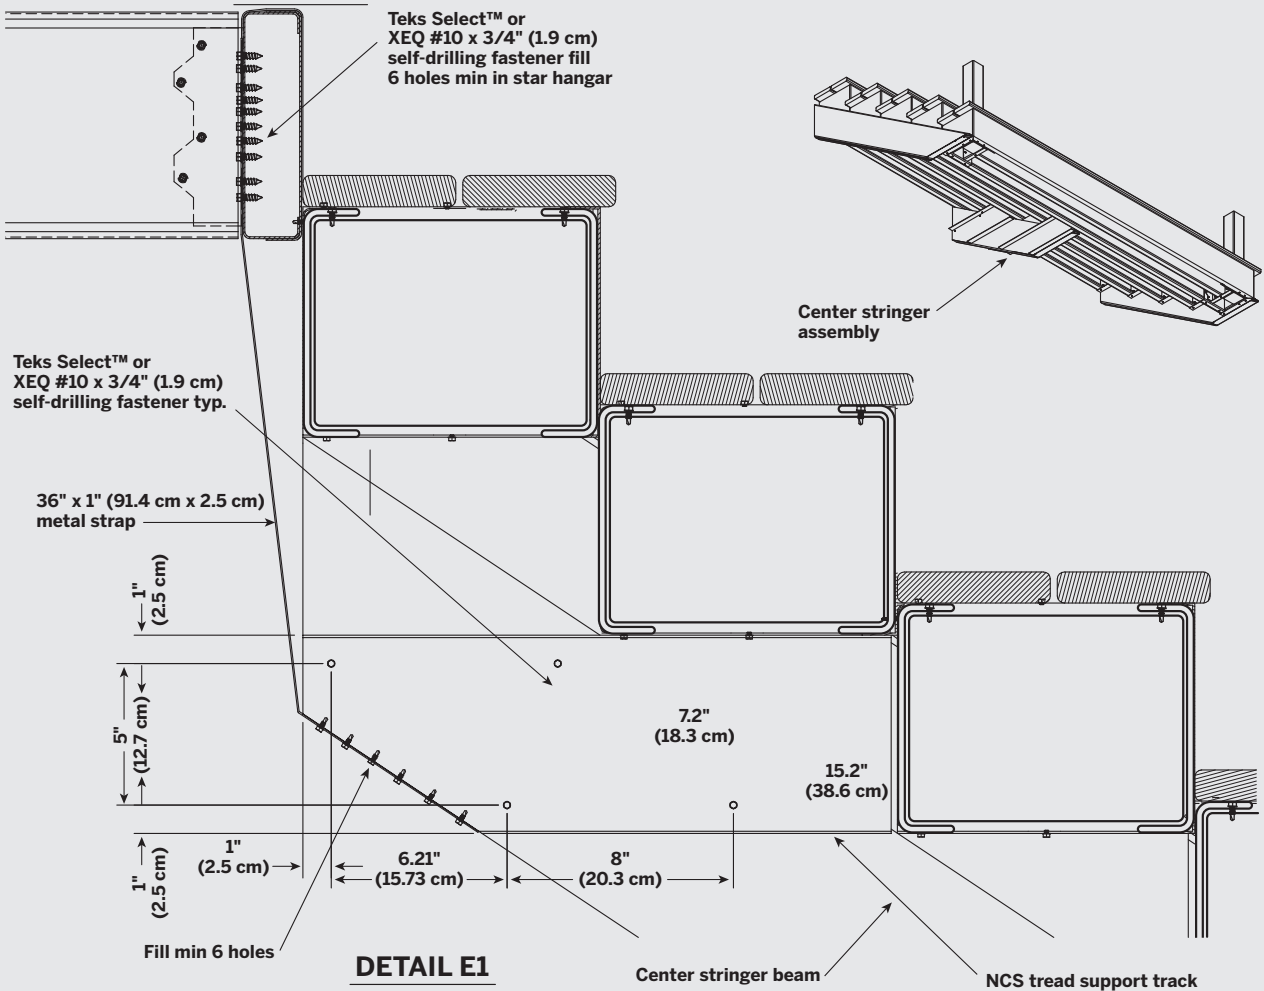 Teks Select™ or
XEQ #10 x 3/4" (1.9 cm)
self-drilling fastener fill
6 holes min in star hangar
Center stringer
assembly
Teks Select™ or
XEQ #10 x 3/4" (1.9 cm)
self-drilling fastener typ.
36" x 1" (91.4 cm x 2.5 cm)
metal strap
1"
(2.5 cm)
5"
(12.7 cm)
7.2"
(18.3 cm)
15.2"
(38.6 cm)
1"
(2.5 cm)
1"
(2.5 cm)
6.21"
(15.73 cm)
8"
(20.3 cm)
Fill min 6 holes
DETAIL E1
Center stringer beam
NCS tread support track